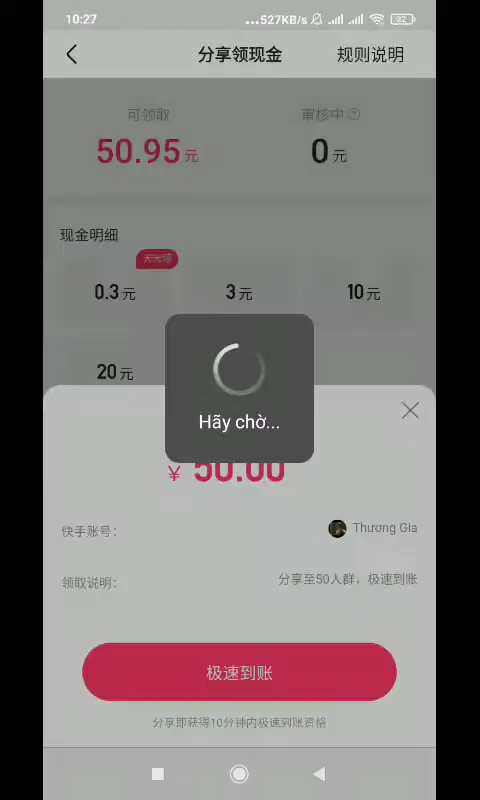 10:27
...527KB/s
32
分享领现金
规则说明
可领取
审核中
50.95元
0元
现金明细
天天领
0.3元
3元
10元
20元
Hãy chờ...
¥ 50.00
快手账号：
Thương Gia
领取说明：
分享至50人群，极速到账
极速到账
分享即获得10分钟内极速到账资格